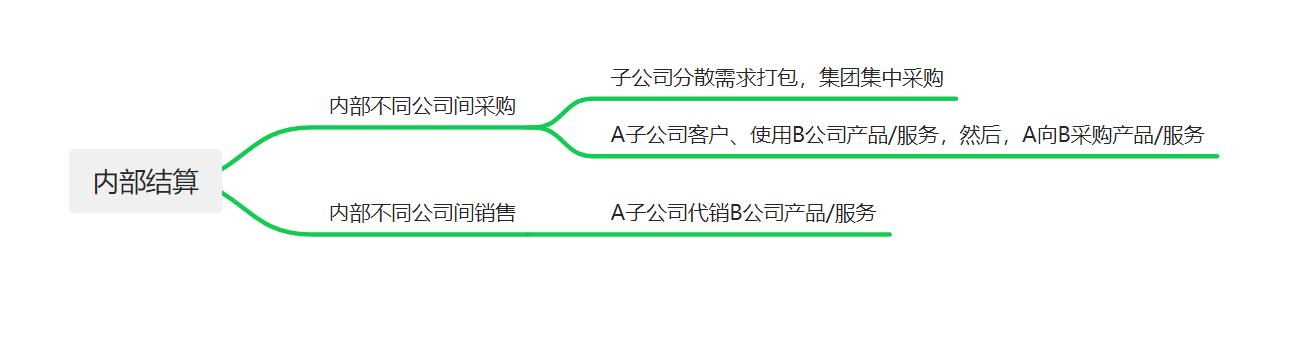 子公司分散需求打包，集团集中采购
内部不同公司间采购
A子公司客户、使用B公司产品/服务，然后，A向B采购产品/服务
内部结算
内部不同公司间销售
A子公司代销B公司产品/服务